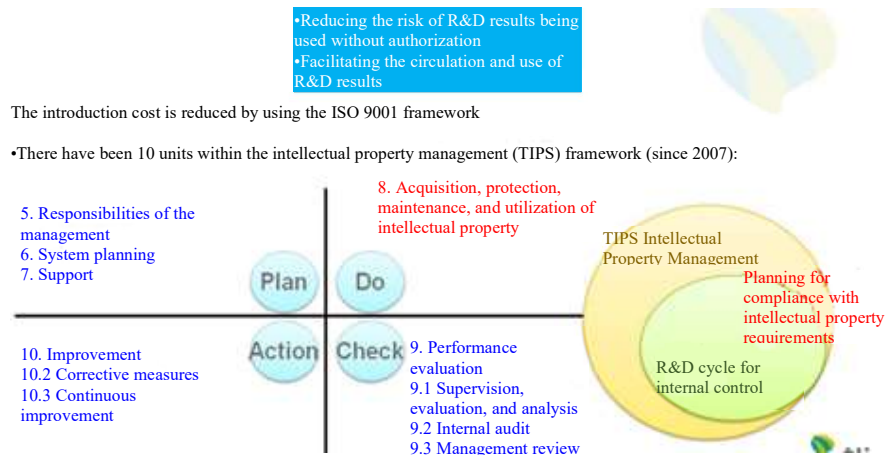 •Reducing the risk of R&D results being
used without authorization
•Facilitating the circulation and use of
R&D results
The introduction cost is reduced by using the ISO 9001 framework
•There have been 10 units within the intellectual property management (TIPS) framework (since 2007):
5. Responsibilities of the
management
6. System planning
7. Support
8. Acquisition, protection,
maintenance, and utilization of
intellectual property
Plan
Do
Action
Check
10. Improvement
10.2 Corrective measures
10.3 Continuous
improvement
9. Performance
evaluation
9.1 Supervision,
evaluation, and analysis
9.2 Internal audit
9.3 Management review
TIPS Intellectual
Property Management
Planning for
compliance with
intellectual property
requirements
R&D cycle for
internal control